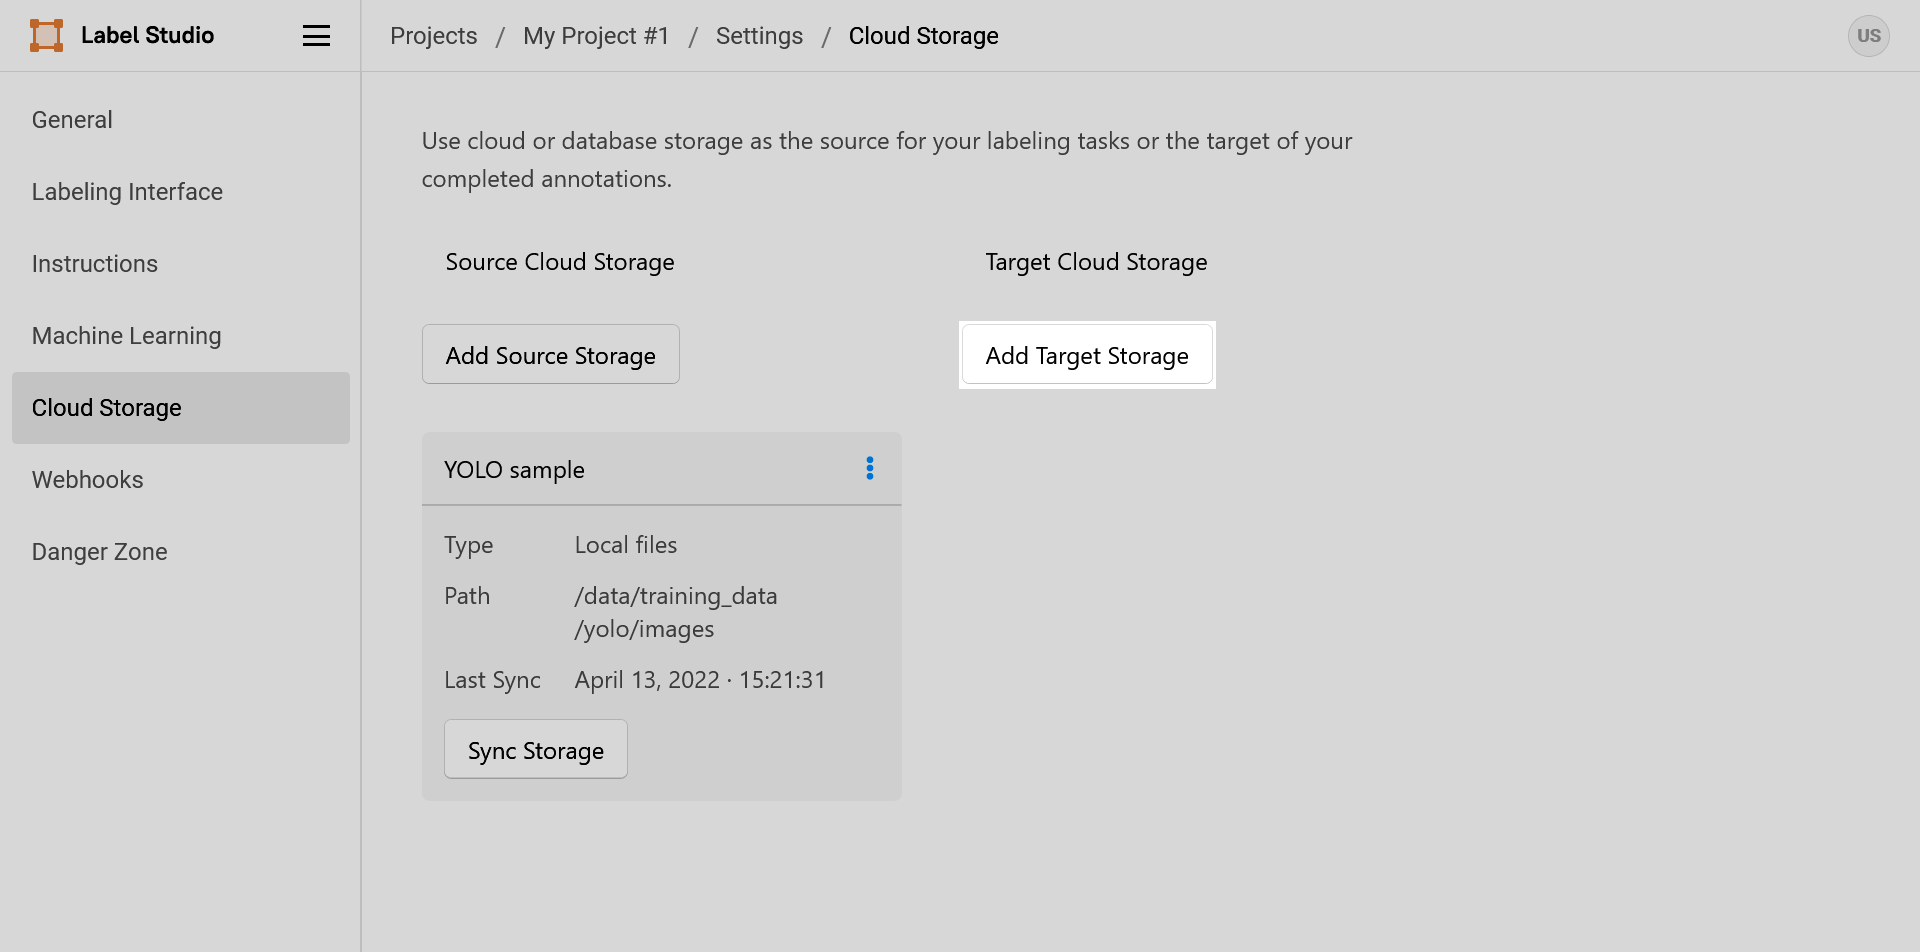 Label Studio
Projects / My Project #1 / Settings / Cloud Storage
US
General
Labeling Interface
Instructions
Machine Learning
Cloud Storage
Webhooks
Danger Zone
Use cloud or database storage as the source for your labeling tasks or the target of your
completed annotations.
Source Cloud Storage
Add Source Storage
YOLO sample
Type Local files
Path /data/training_data
/yolo/images
Last Sync April 13, 2022 · 15:21:31
Sync Storage
Target Cloud Storage
Add Target Storage